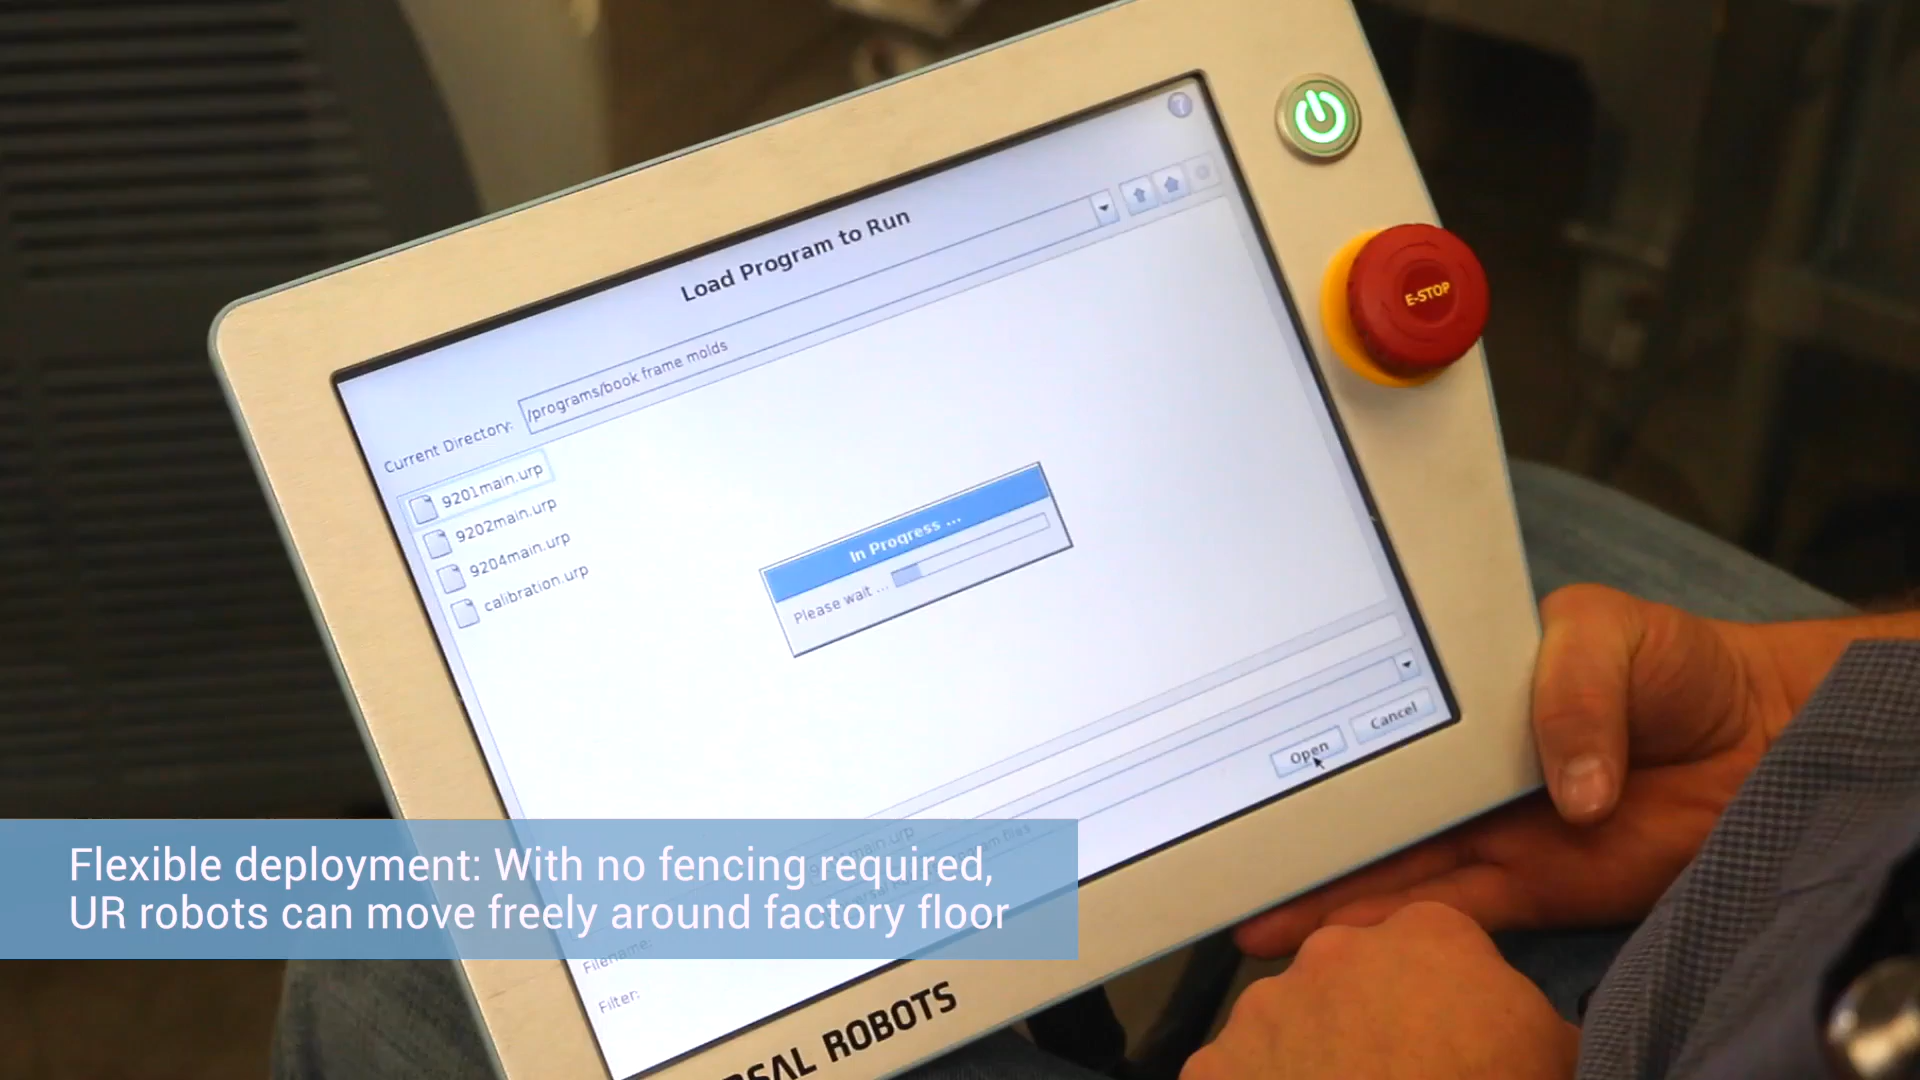 Load Program to Run
Current Directory:
/programs/book frame molds
9201main.urp
9202main.urp
9204main.urp
calibration.urp
In Progress ...
Please wait ...
main.urp
Filename:
Filter:
Open
Cancel
E-STOP
Flexible deployment: With no fencing required,
UR robots can move freely around factory floor
ROBOTS